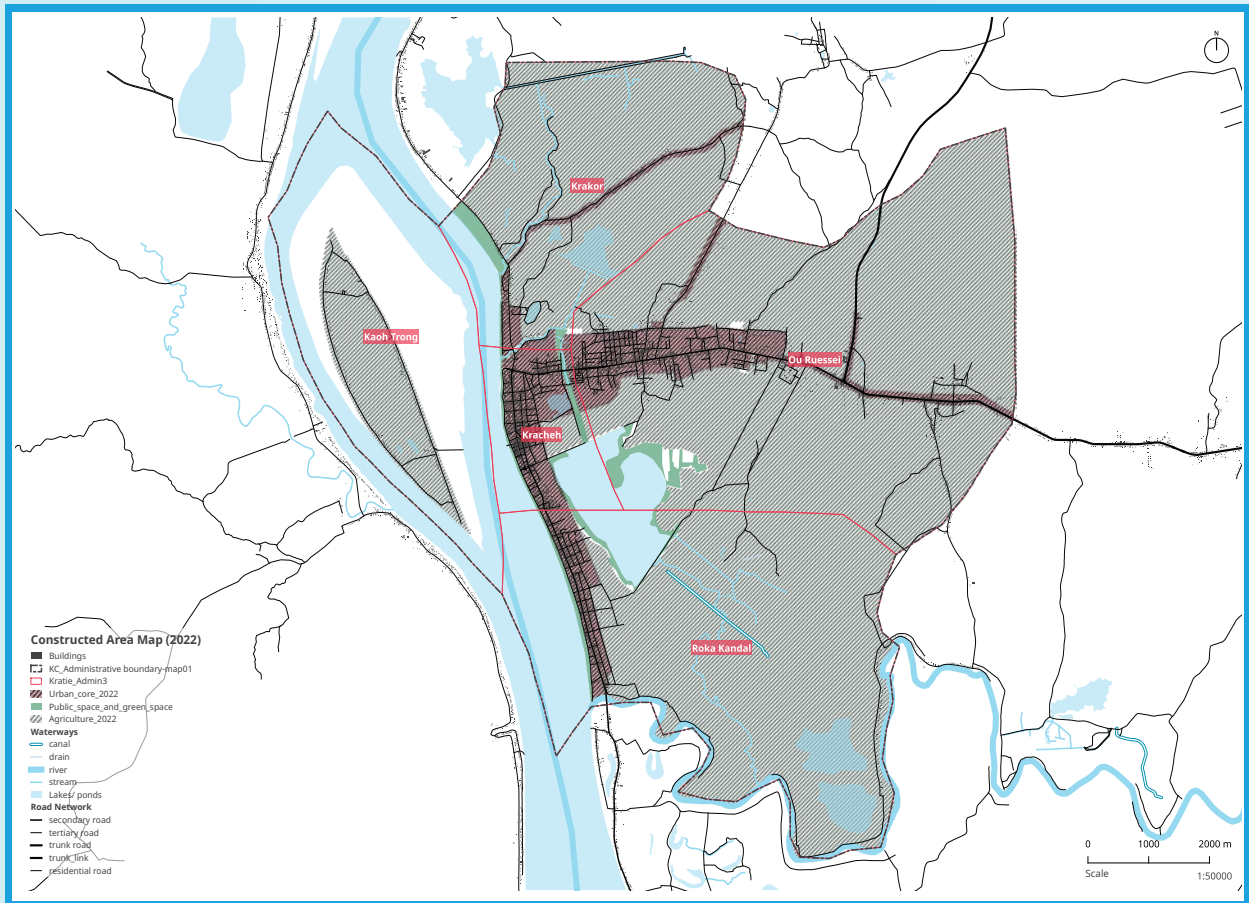 N
Krakor
Kaoh Trong
Ou Ruessei
Kracheh
Roka Kandal
Constructed Area Map (2022)
Buildings
KC_Administrative boundary-map01
Kratie_Admin3
Urban_core_2022
Public_space_and_green_space
Agriculture_2022
Waterways
canal
drain
river
stream
Lakes/ ponds
Road Network
secondary road
tertiary road
trunk road
trunk_link
residential road
0 1000 2000 m
Scale 1:50000